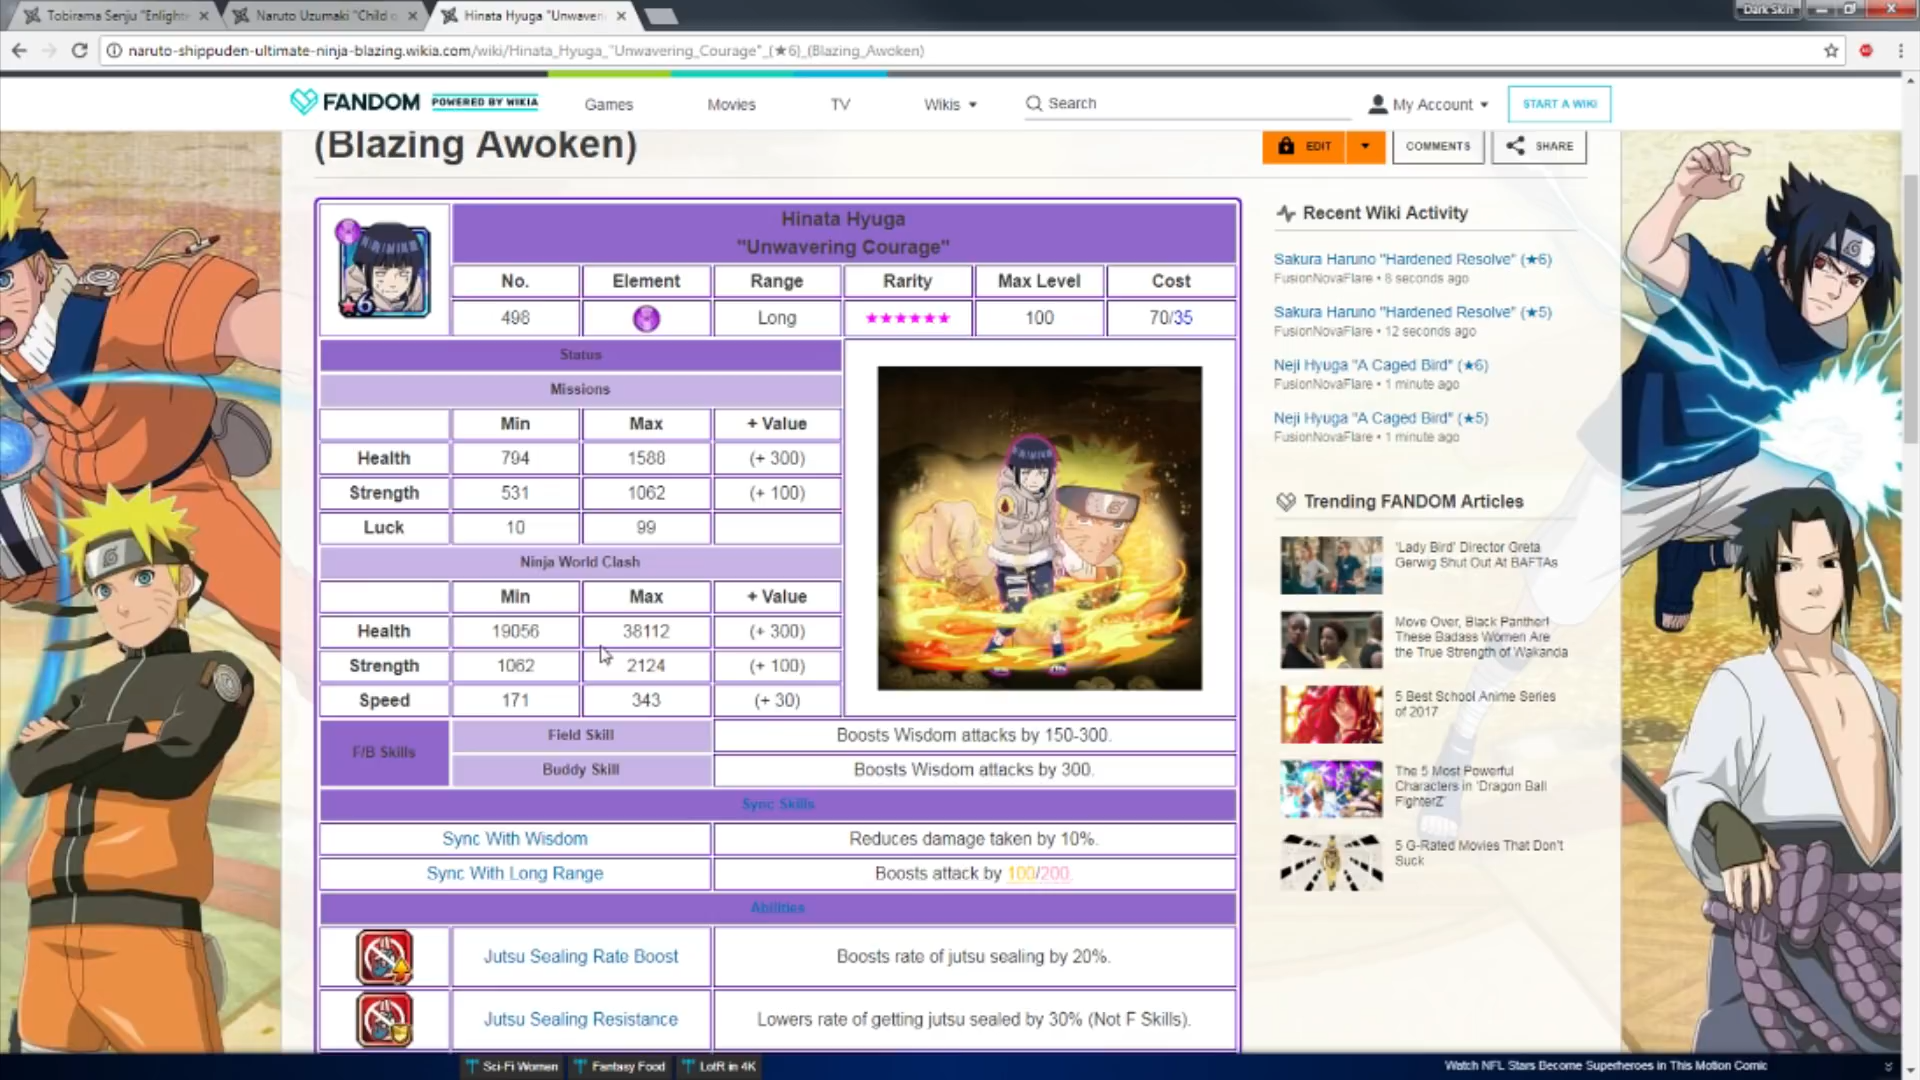 Tobirama Senju "Enlight
Naruto Uzumaki "Child o
Hinata Hyuga "Unwaveri
Dark Skin
naruto-shippuden-ultimate-ninja-blazing.wikia.com/wiki/Hinata_Hyuga_"Unwavering_Courage"_(★6)_(Blazing_Awoken)
FANDOM POWERED BY WIKIA
Games
Movies
TV
Wikis
Search
My Account
START A WIKI
(Blazing Awoken)
EDIT
COMMENTS
SHARE
Hinata Hyuga
"Unwavering Courage"
No. Element Range Rarity Max Level Cost
498 Long ★★★★★★ 100 70/35
★6
Status
Missions
Min Max + Value
Health 794 1588 (+ 300)
Strength 531 1062 (+ 100)
Luck 10 99
Ninja World Clash
Min Max + Value
Health 19056 38112 (+ 300)
Strength 1062 2124 (+ 100)
Speed 171 343 (+ 30)
F/B Skills
Field Skill Boosts Wisdom attacks by 150-300.
Buddy Skill Boosts Wisdom attacks by 300.
Sync Skills
Sync With Wisdom Reduces damage taken by 10%.
Sync With Long Range Boosts attack by 100/200.
Abilities
Jutsu Sealing Rate Boost Boosts rate of jutsu sealing by 20%.
Jutsu Sealing Resistance Lowers rate of getting jutsu sealed by 30% (Not F Skills).
Recent Wiki Activity
Sakura Haruno "Hardened Resolve" (★6)
FusionNovaFlare • 8 seconds ago
Sakura Haruno "Hardened Resolve" (★5)
FusionNovaFlare • 12 seconds ago
Neji Hyuga "A Caged Bird" (★6)
FusionNovaFlare • 1 minute ago
Neji Hyuga "A Caged Bird" (★5)
FusionNovaFlare • 1 minute ago
Trending FANDOM Articles
'Lady Bird' Director Greta
Gerwig Shut Out At BAFTAs
Move Over, Black Panther!
These Badass Women Are
the True Strength of Wakanda
5 Best School Anime Series
of 2017
The 5 Most Powerful
Characters in 'Dragon Ball
FighterZ'
5 G-Rated Movies That Don't
Suck
Sci-Fi Women
Fantasy Food
LotR in 4K
Watch NFL Stars Become Superheroes in This Motion Comic